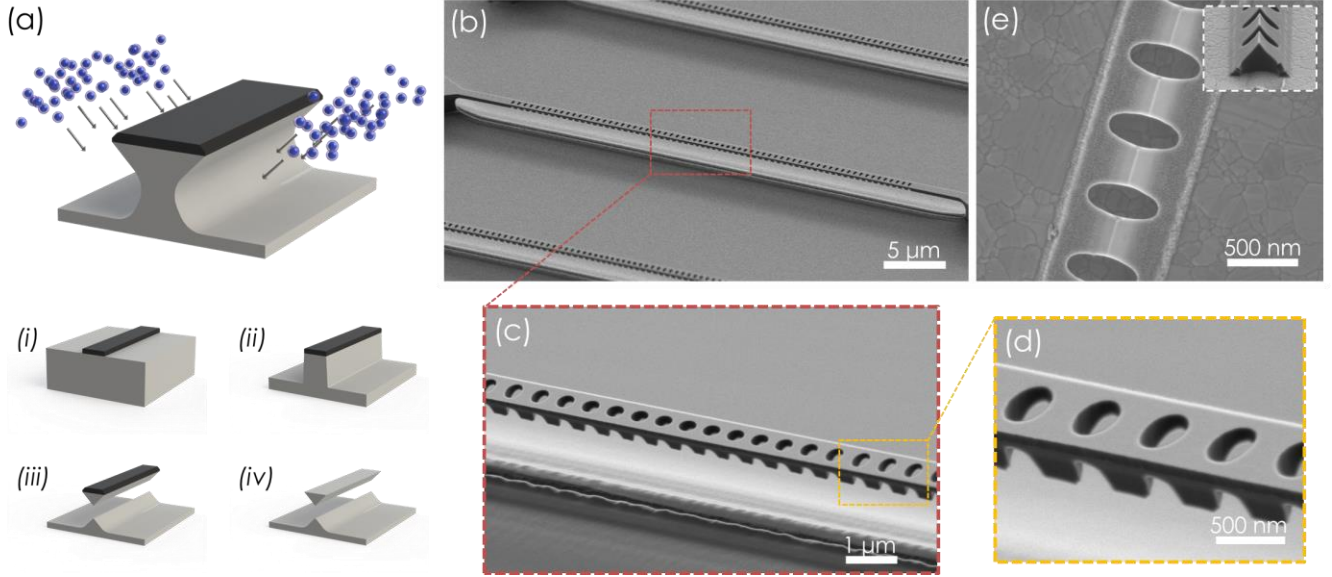 (a)
(i)
(ii)
(iii)
(iv)
(b)
5 µm
(c)
1 µm
(d)
500 nm
(e)
500 nm